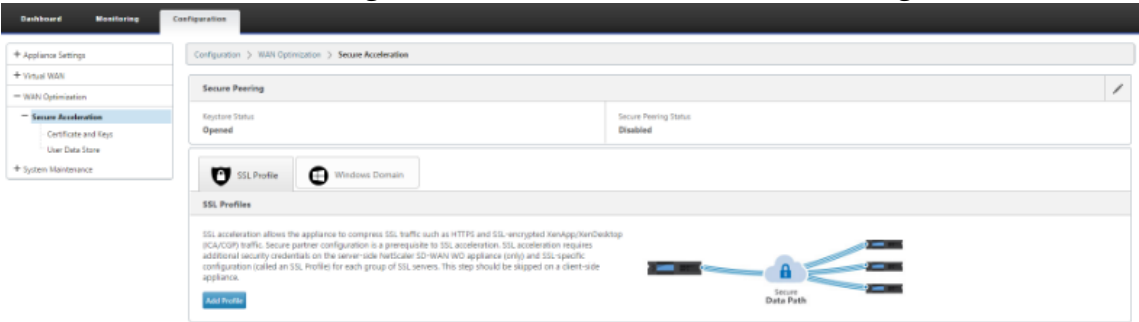 Dashboard Monitoring Configuration
+ Appliance Settings
+ Virtual WAN
− WAN Optimization
− Secure Acceleration
Certificate and Keys
User Data Store
+ System Maintenance
Configuration > WAN Optimization > Secure Acceleration
Secure Peering
Keystore Status
Opened
Secure Peering Status
Disabled
SSL Profile Windows Domain
SSL Profiles
SSL acceleration allows the appliance to compress SSL traffic such as HTTPS and SSL-encrypted XenApp/XenDesktop
(ICA/CGP) traffic. Secure partner configuration is a prerequisite to SSL acceleration. SSL acceleration requires
additional security credentials on the server-side NetScaler SD-WAN WO appliance (only) and SSL-specific
configuration (called an SSL Profile) for each group of SSL servers. This step should be skipped on a client-side
appliance.
Add Profile
Secure
Data Path